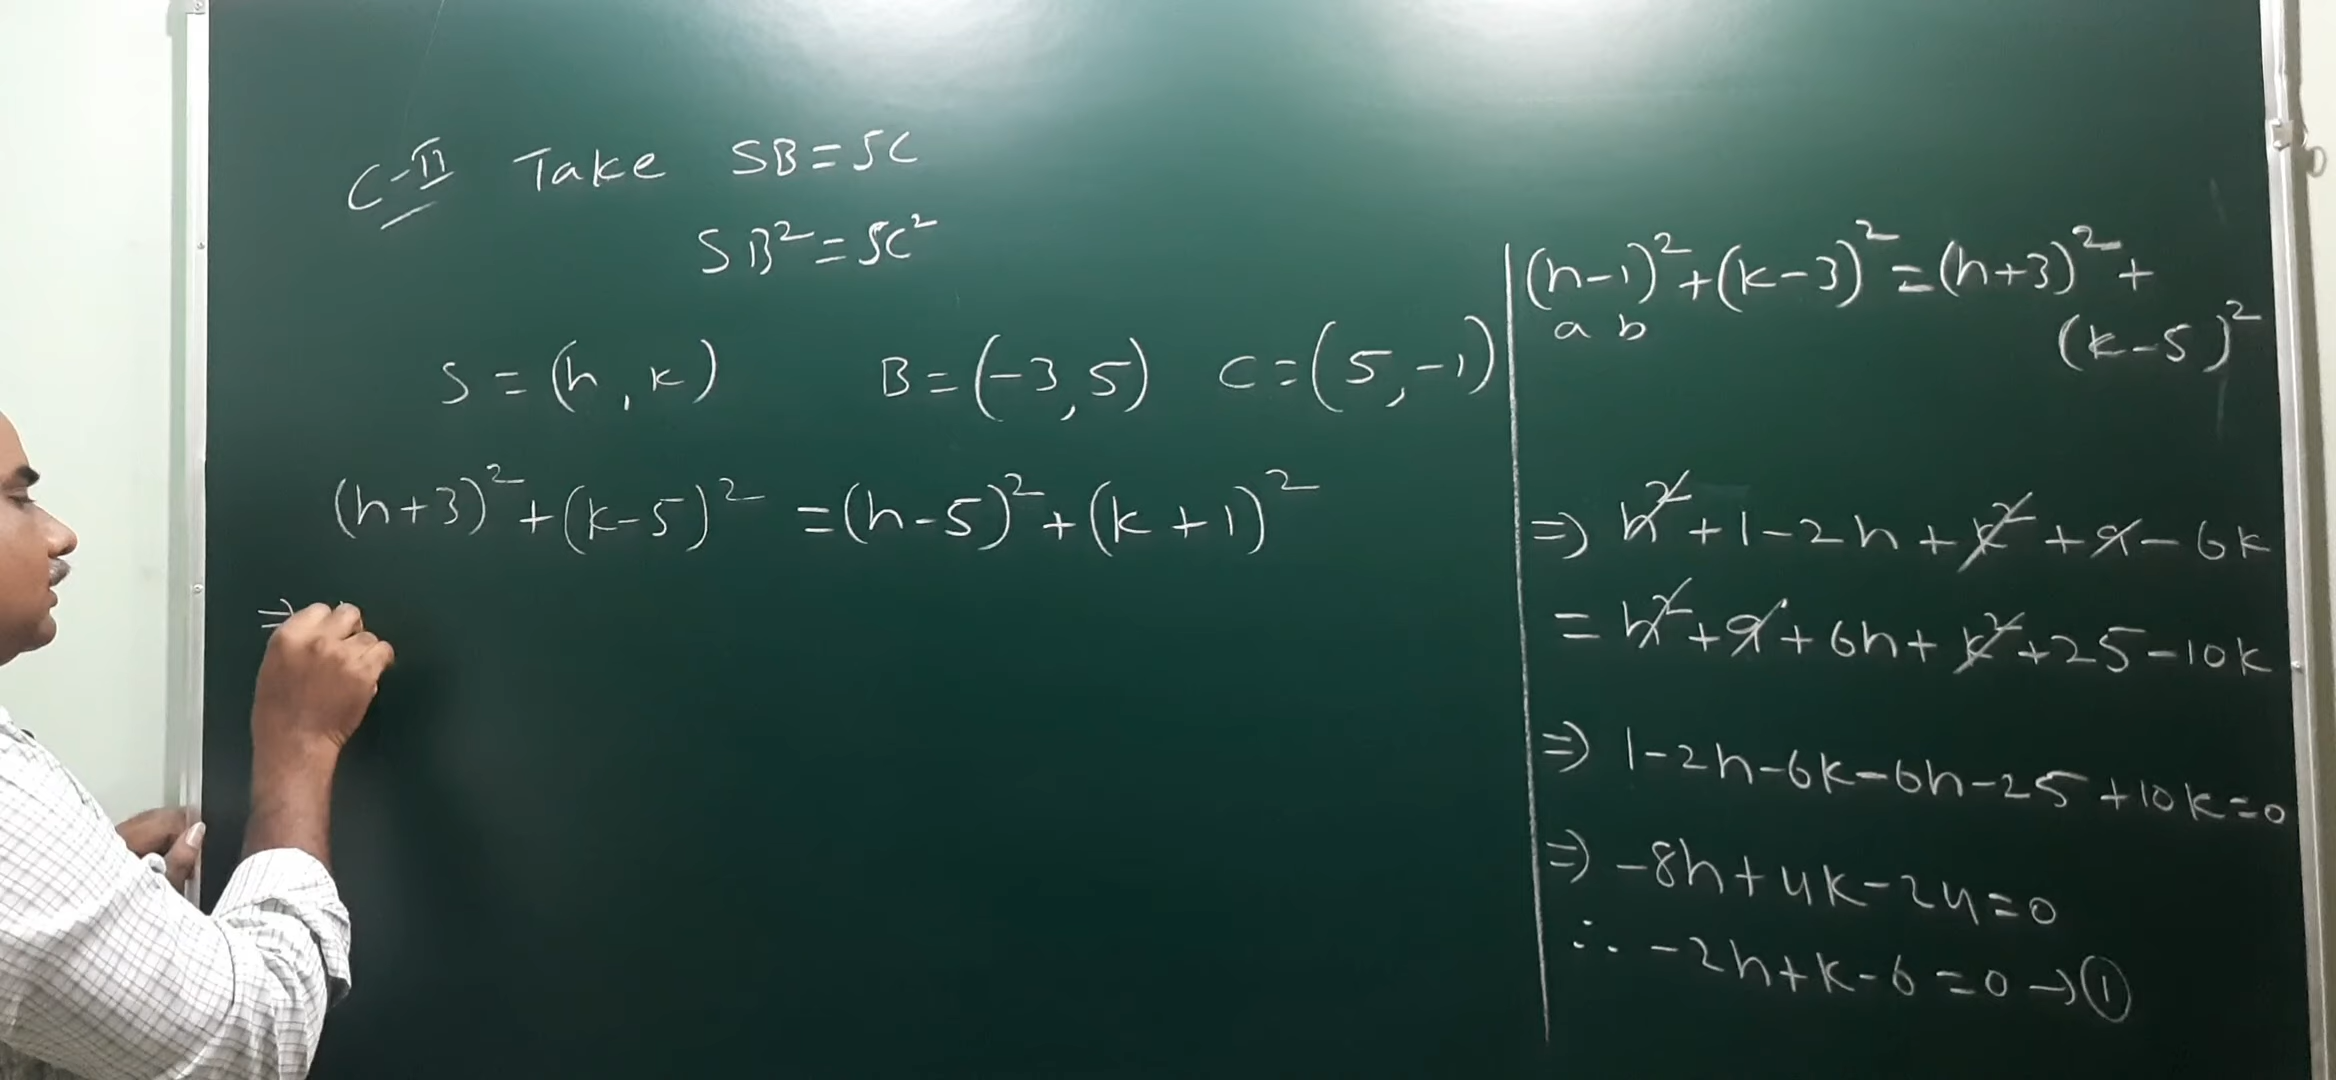 C-II Take SB=SC
SB²=SC²
S=(h,k) B=(-3,5) C=(5,-1)
(h+3)²+(k-5)²=(h-5)²+(k+1)²
⇒
(h-1)²+(k-3)²=(h+3)²+
a b
(k-5)²
⇒ h²+1-2h+k²+9-6k
=h²+9+6h+k²+25-10k
⇒ 1-2h-6k-6h-25+10k=0
⇒ -8h+4k-24=0
∴ -2h+k-6=0→①